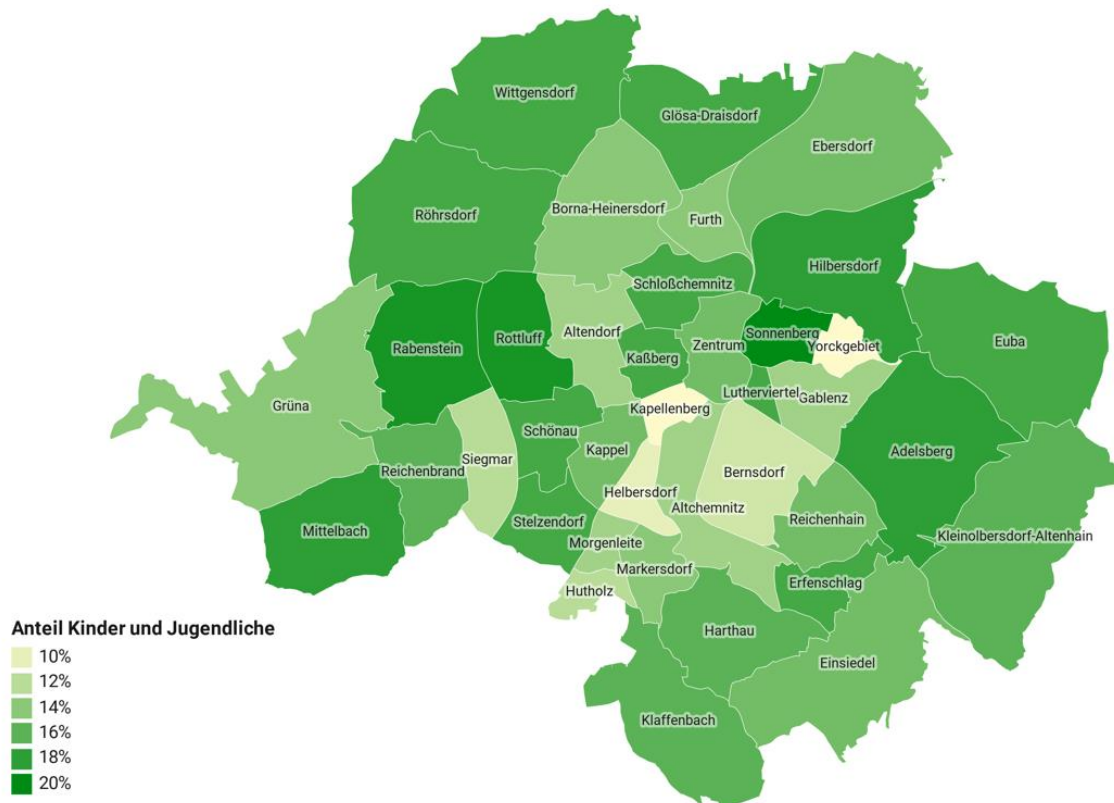 Wittgensdorf
Glösa-Draisdorf
Ebersdorf
Röhrsdorf
Borna-Heinersdorf
Furth
Hilbersdorf
Schloßchemnitz
Rabenstein
Rottluff
Altendorf
Kaßberg
Zentrum
Sonnenberg
Yorckgebiet
Euba
Grüna
Lutherviertel
Gablenz
Kapellenberg
Schönau
Kappel
Siegmar
Reichenbrand
Bernsdorf
Adelsberg
Helbersdorf
Altchemnitz
Mittelbach
Stelzendorf
Reichenhain
Kleinolbersdorf-Altenhain
Morgenleite
Markersdorf
Hutholz
Erfenschlag
Harthau
Einsiedel
Klaffenbach
Anteil Kinder und Jugendliche
10%
12%
14%
16%
18%
20%